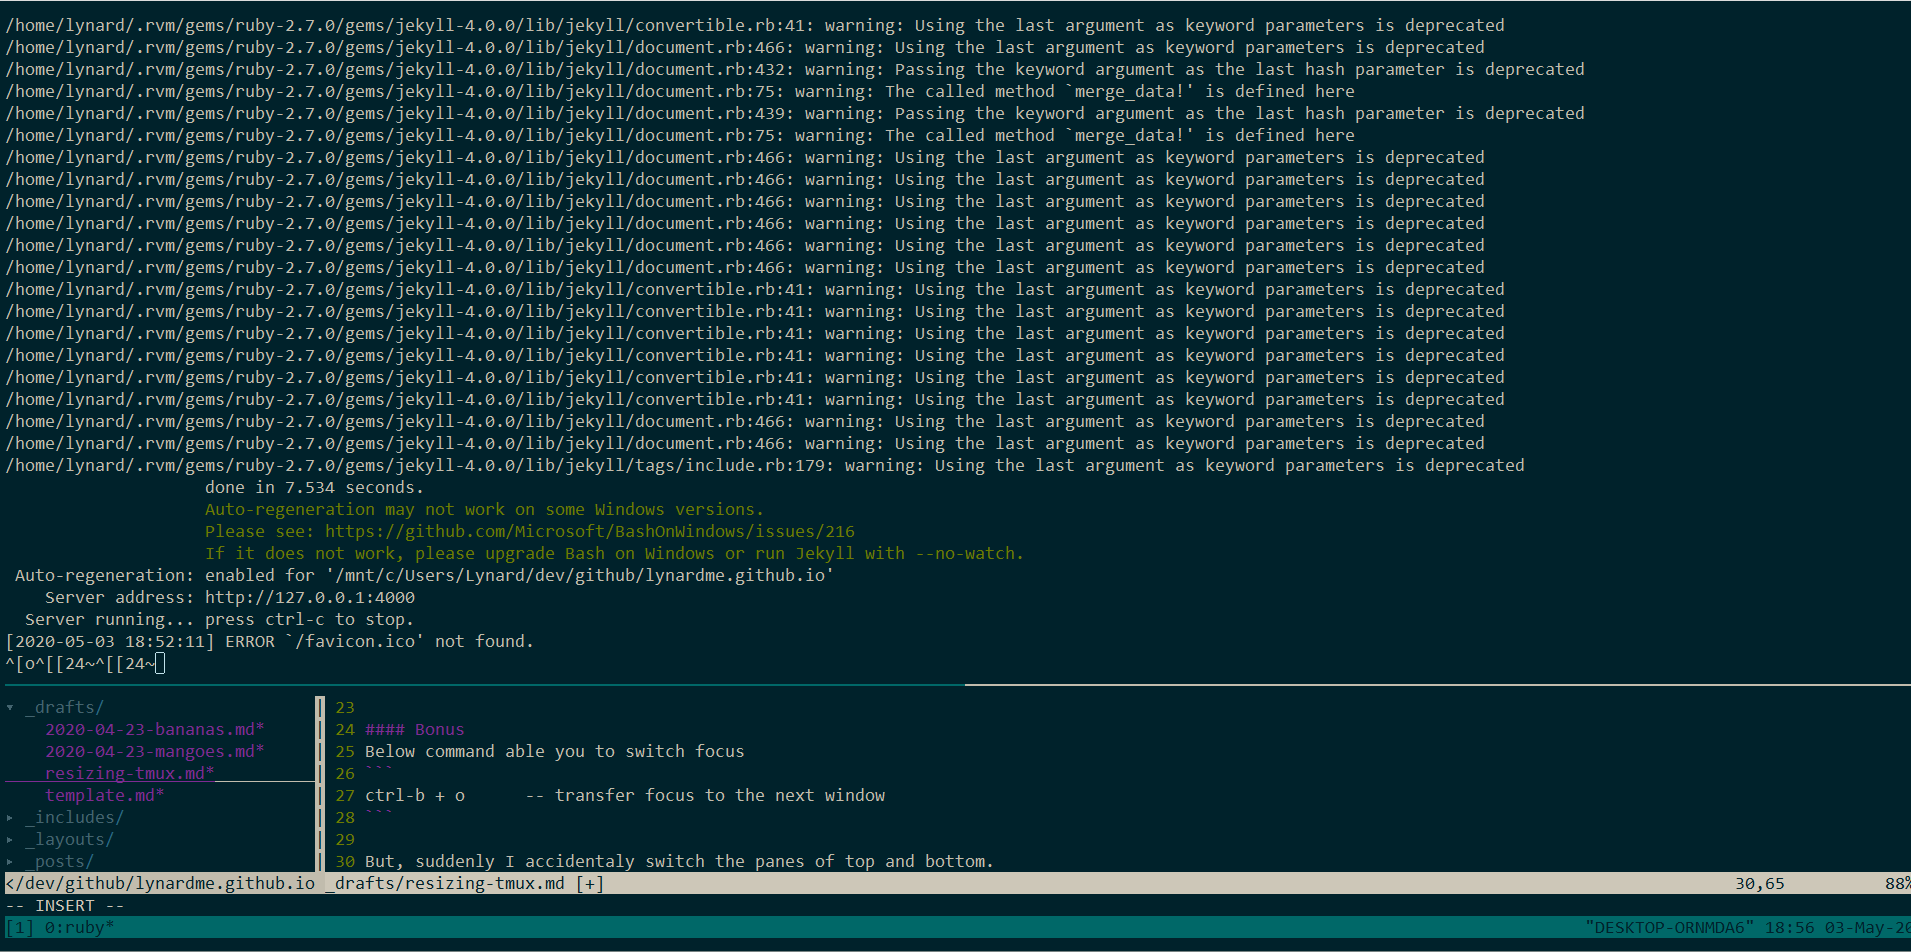 /home/lynard/.rvm/gems/ruby-2.7.0/gems/jekyll-4.0.0/lib/jekyll/convertible.rb:41: warning: Using the last argument as keyword parameters is deprecated
/home/lynard/.rvm/gems/ruby-2.7.0/gems/jekyll-4.0.0/lib/jekyll/document.rb:466: warning: Using the last argument as keyword parameters is deprecated
/home/lynard/.rvm/gems/ruby-2.7.0/gems/jekyll-4.0.0/lib/jekyll/document.rb:432: warning: Passing the keyword argument as the last hash parameter is deprecated
/home/lynard/.rvm/gems/ruby-2.7.0/gems/jekyll-4.0.0/lib/jekyll/document.rb:75: warning: The called method `merge_data!' is defined here
/home/lynard/.rvm/gems/ruby-2.7.0/gems/jekyll-4.0.0/lib/jekyll/document.rb:439: warning: Passing the keyword argument as the last hash parameter is deprecated
/home/lynard/.rvm/gems/ruby-2.7.0/gems/jekyll-4.0.0/lib/jekyll/document.rb:75: warning: The called method `merge_data!' is defined here
/home/lynard/.rvm/gems/ruby-2.7.0/gems/jekyll-4.0.0/lib/jekyll/document.rb:466: warning: Using the last argument as keyword parameters is deprecated
/home/lynard/.rvm/gems/ruby-2.7.0/gems/jekyll-4.0.0/lib/jekyll/document.rb:466: warning: Using the last argument as keyword parameters is deprecated
/home/lynard/.rvm/gems/ruby-2.7.0/gems/jekyll-4.0.0/lib/jekyll/document.rb:466: warning: Using the last argument as keyword parameters is deprecated
/home/lynard/.rvm/gems/ruby-2.7.0/gems/jekyll-4.0.0/lib/jekyll/document.rb:466: warning: Using the last argument as keyword parameters is deprecated
/home/lynard/.rvm/gems/ruby-2.7.0/gems/jekyll-4.0.0/lib/jekyll/document.rb:466: warning: Using the last argument as keyword parameters is deprecated
/home/lynard/.rvm/gems/ruby-2.7.0/gems/jekyll-4.0.0/lib/jekyll/document.rb:466: warning: Using the last argument as keyword parameters is deprecated
/home/lynard/.rvm/gems/ruby-2.7.0/gems/jekyll-4.0.0/lib/jekyll/convertible.rb:41: warning: Using the last argument as keyword parameters is deprecated
/home/lynard/.rvm/gems/ruby-2.7.0/gems/jekyll-4.0.0/lib/jekyll/convertible.rb:41: warning: Using the last argument as keyword parameters is deprecated
/home/lynard/.rvm/gems/ruby-2.7.0/gems/jekyll-4.0.0/lib/jekyll/convertible.rb:41: warning: Using the last argument as keyword parameters is deprecated
/home/lynard/.rvm/gems/ruby-2.7.0/gems/jekyll-4.0.0/lib/jekyll/convertible.rb:41: warning: Using the last argument as keyword parameters is deprecated
/home/lynard/.rvm/gems/ruby-2.7.0/gems/jekyll-4.0.0/lib/jekyll/convertible.rb:41: warning: Using the last argument as keyword parameters is deprecated
/home/lynard/.rvm/gems/ruby-2.7.0/gems/jekyll-4.0.0/lib/jekyll/convertible.rb:41: warning: Using the last argument as keyword parameters is deprecated
/home/lynard/.rvm/gems/ruby-2.7.0/gems/jekyll-4.0.0/lib/jekyll/document.rb:466: warning: Using the last argument as keyword parameters is deprecated
/home/lynard/.rvm/gems/ruby-2.7.0/gems/jekyll-4.0.0/lib/jekyll/document.rb:466: warning: Using the last argument as keyword parameters is deprecated
/home/lynard/.rvm/gems/ruby-2.7.0/gems/jekyll-4.0.0/lib/jekyll/tags/include.rb:179: warning: Using the last argument as keyword parameters is deprecated
done in 7.534 seconds.
Auto-regeneration may not work on some Windows versions.
Please see: https://github.com/Microsoft/BashOnWindows/issues/216
If it does not work, please upgrade Bash on Windows or run Jekyll with --no-watch.
Auto-regeneration: enabled for '/mnt/c/Users/Lynard/dev/github/lynardme.github.io'
Server address: http://127.0.0.1:4000
Server running... press ctrl-c to stop.
[2020-05-03 18:52:11] ERROR `/favicon.ico' not found.
^[o^[[24~^[[24~
▾ _drafts/
2020-04-23-bananas.md*
2020-04-23-mangoes.md*
resizing-tmux.md*
template.md*
▸ _includes/
▸ _layouts/
▸ _posts/
23
24 #### Bonus
25 Below command able you to switch focus
26 ```
27 ctrl-b + o      -- transfer focus to the next window
28 ```
29
30 But, suddenly I accidentaly switch the panes of top and bottom.
</dev/github/lynardme.github.io _drafts/resizing-tmux.md [+] 30,65 88%
-- INSERT --
[1] 0:ruby* "DESKTOP-ORNMDA6" 18:56 03-May-20